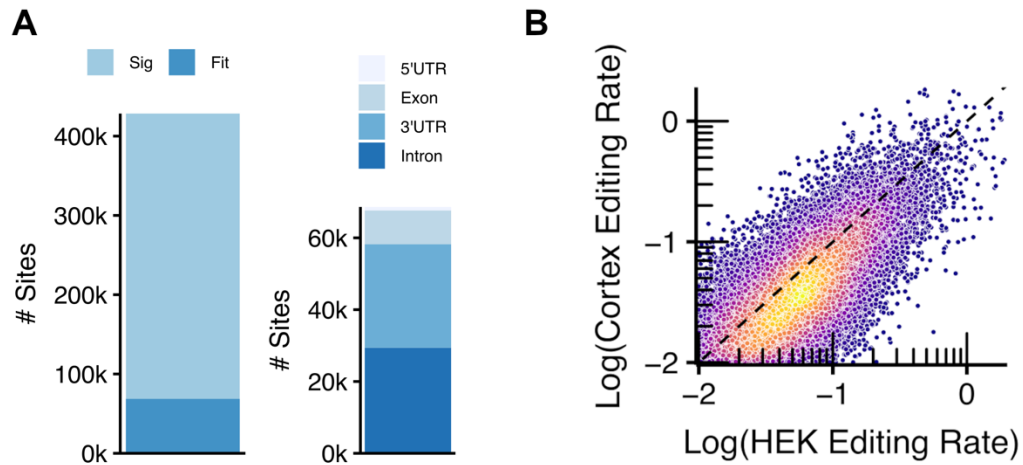 A
Sig
Fit
# Sites
400k
300k
200k
100k
0k
5'UTR
Exon
3'UTR
Intron
# Sites
60k
40k
20k
0k
B
Log(Cortex Editing Rate)
0
−1
−2
−2
−1
0
Log(HEK Editing Rate)